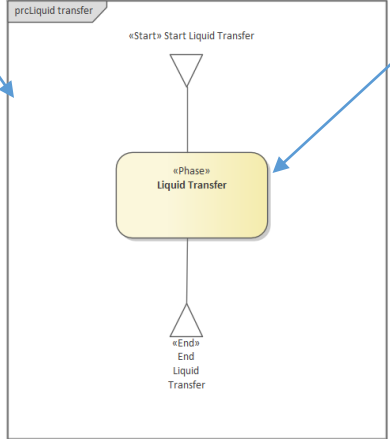 prcLiquid transfer
«Start» Start Liquid Transfer
«Phase»
Liquid Transfer
«End»
End
Liquid
Transfer